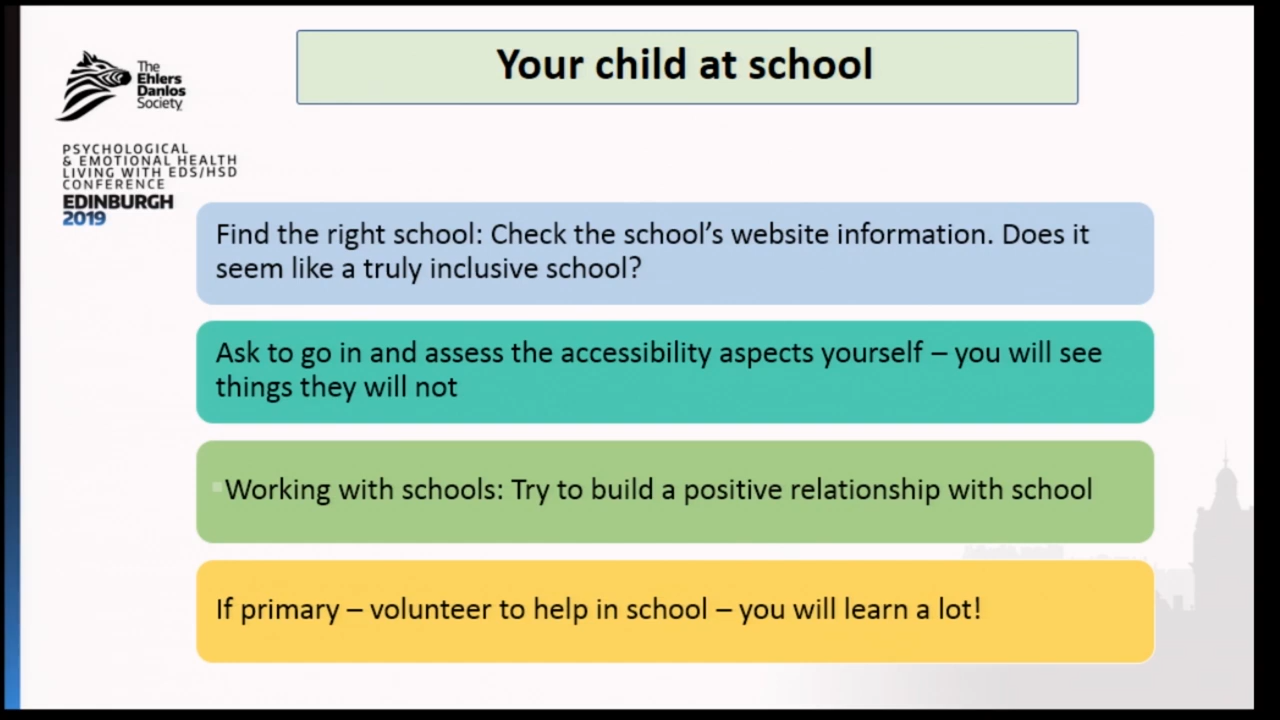 Your child at school
The
Ehlers
Danlos
Society
PSYCHOLOGICAL
& EMOTIONAL HEALTH
LIVING WITH EDS/HSD
CONFERENCE
EDINBURGH
2019
Find the right school: Check the school’s website information. Does it
seem like a truly inclusive school?
Ask to go in and assess the accessibility aspects yourself – you will see
things they will not
Working with schools: Try to build a positive relationship with school
If primary – volunteer to help in school – you will learn a lot!